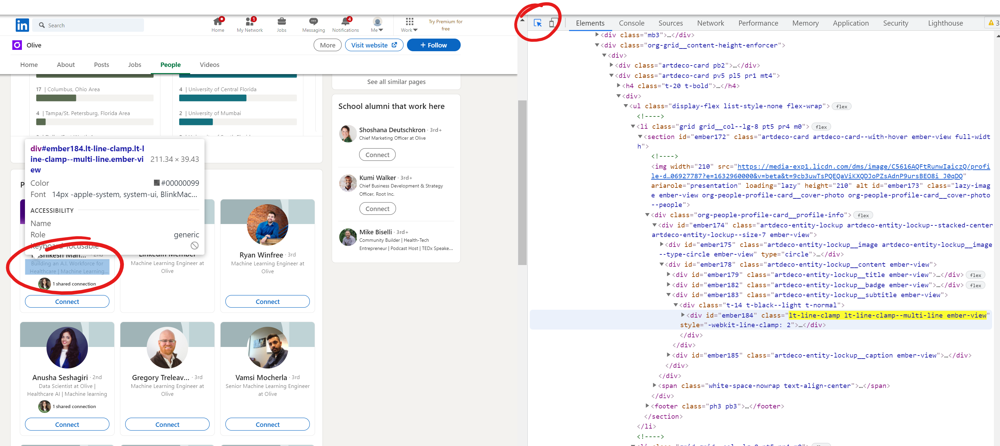 in
Search
Home
1
My Network
Jobs
Messaging
4
Notifications
Me
Work
Try Premium for
free
Olive
More
Visit website
+ Follow
Home
About
Posts
Jobs
People
Videos
17 | Columbus, Ohio Area
4 | Tampa/St. Petersburg, Florida Area
4 | University of Central Florida
2 | University of Mumbai
See all similar pages
School alumni that work here
Shoshana Deutschkron · 3rd+
Chief Marketing Officer at Olive
Connect
Kumi Walker · 3rd+
Chief Business Development & Strategy
Officer, Root Inc.
Connect
Mike Biselli · 3rd+
Community Builder | Health-Tech
Entrepreneur | Podcast Host | TEDx Speake...
div#ember184.lt-line-clamp.lt-l
ine-clamp--multi-line.ember-vi
ew
211.34 × 39.43
Color #00000099
Font 14px -apple-system, system-ui, BlinkMac...
ACCESSIBILITY
Name
Role generic
Keyboard-focusable
· 2nd
Building an A.I. Workforce for
Healthcare | Machine Learning...
1 shared connection
Connect
LinkedIn Member
Machine Learning Engineer at
Olive
Ryan Winfree · 3rd
Machine Learning Engineer at
Olive
Connect
Anusha Seshagiri · 2nd
Data Scientist at Olive |
Healthcare AI | Machine learning
1 shared connection
Connect
Gregory Treleav... · 3rd
Machine Learning Engineer at
Olive
Connect
Vamsi Mocherla · 3rd
Senior Machine Learning Engineer
at Olive
Connect
Elements
Console
Sources
Network
Performance
Memory
Application
Security
Lighthouse
3
<div class="mb3">…</div>
<div class="org-grid__content-height-enforcer">
<div>
<div class="artdeco-card pb2">…</div>
<div class="artdeco-card pv5 pl5 pr1 mt4">
<h4 class="t-20 t-bold">…</h4>
<div>
<ul class="display-flex list-style-none flex-wrap"> flex
<!---->
<li class="grid grid__col--lg-8 pt5 pr4 m0"> flex
<section id="ember172" class="artdeco-card artdeco-card--with-hover ember-view full-widt
h">
<!---->
<img width="210" src="https://media-exp1.licdn.com/dms/image/C5616AQFtRunwIaiczQ/profi
le-d…06927787?e=1632960000&v=beta&t=9cb3uwTsPQEQaViKXQDJoPZsAdnP9ursBEO8i_J0qDQ"
ariarole="presentation" loading="lazy" height="210" alt id="ember173" class="lazy-imag
e ember-view org-people-profile-card__cover-photo org-people-profile-card__cover-photo
--people">
<div class="org-people-profile-card__profile-info"> flex
<div id="ember174" class="artdeco-entity-lockup artdeco-entity-lockup--stacked-center
artdeco-entity-lockup--size-7 ember-view">
<div id="ember175" class="artdeco-entity-lockup__image artdeco-entity-lockup__image
--type-circle ember-view" type="circle">…</div>
<div id="ember178" class="artdeco-entity-lockup__content ember-view">
<div id="ember179" class="artdeco-entity-lockup__title ember-view">…</div> flex
<div id="ember182" class="artdeco-entity-lockup__badge ember-view">…</div> flex
<div id="ember183" class="artdeco-entity-lockup__subtitle ember-view">
<div class="t-14 t-black--light t-normal">
<div id="ember184" class="lt-line-clamp lt-line-clamp--multi-line ember-view"
style="-webkit-line-clamp: 2">…</div>
</div>
</div>
<div id="ember185" class="artdeco-entity-lockup__caption ember-view">…</div>
</div>
</div>
<span class="white-space-nowrap text-align-center">…</span>
</div>
<footer class="ph3 pb3">…</footer>
</section>
</li>
<!---->